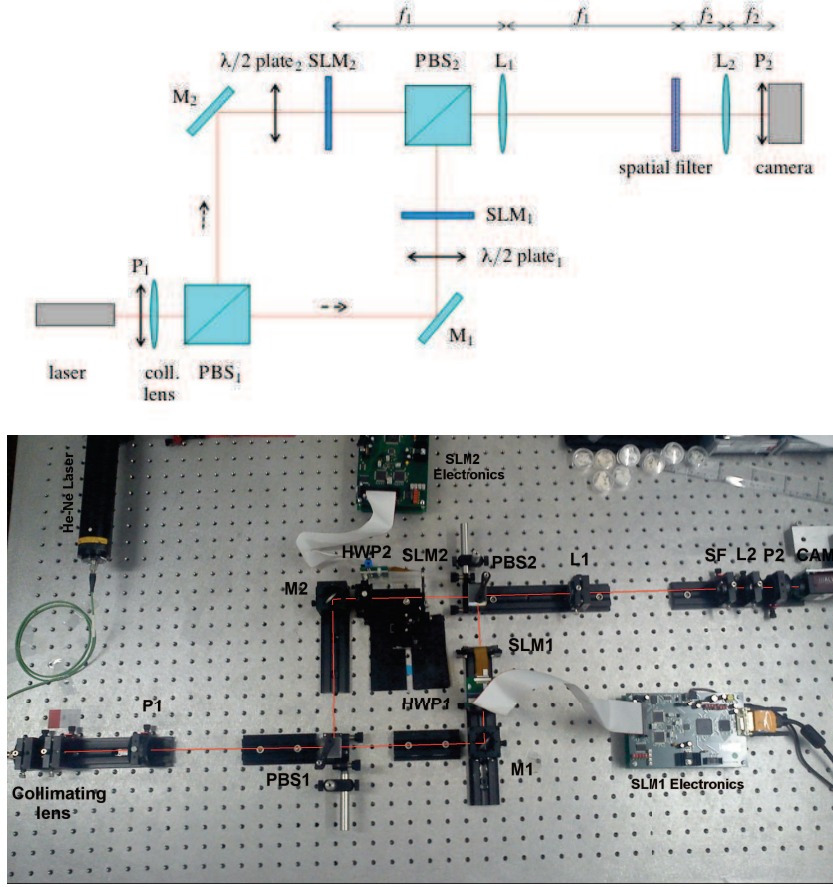 f₁ f₁ f₂ f₂
λ/2 plate₂ SLM₂ PBS₂ L₁ L₂ P₂
M₂
spatial filter camera
SLM₁
λ/2 plate₁
P₁
M₁
laser coll. lens PBS₁
He-Ne Laser
SLM2 Electronics
HWP2 SLM2 PBS2 L1 SF L2 P2 CAM
M2
SLM1
HWP1
P1
PBS1 M1
Collimating lens
SLM1 Electronics